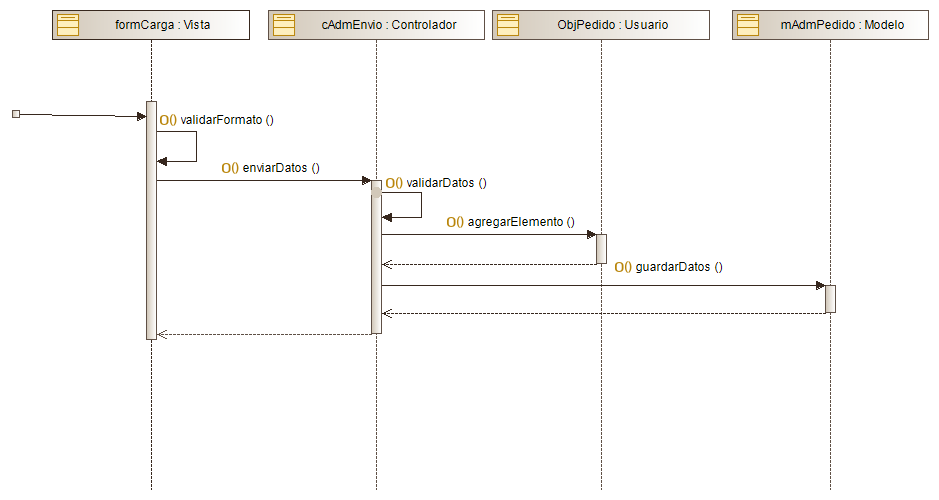 formCarga : Vista
cAdmEnvio : Controlador
ObjPedido : Usuario
mAdmPedido : Modelo
O() validarFormato ()
O() enviarDatos ()
O() validarDatos ()
O() agregarElemento ()
O() guardarDatos ()